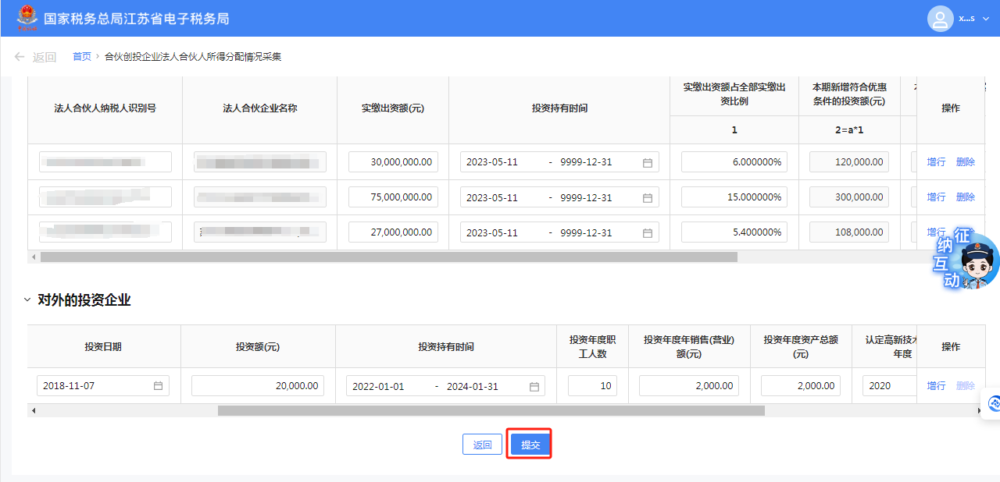 国家税务总局江苏省电子税务局
x...s
返回 首页 > 合伙创投企业法人合伙人所得分配情况采集
法人合伙人纳税人识别号 法人合伙企业名称 实缴出资额(元) 投资持有时间 实缴出资额占全部实缴出资比例 本期新增符合优惠条件的投资额(元) 操作
1 2=a*1
30,000,000.00 2023-05-11 - 9999-12-31 6.000000% 120,000.00 增行 删除
75,000,000.00 2023-05-11 - 9999-12-31 15.000000% 300,000.00 增行 删除
27,000,000.00 2023-05-11 - 9999-12-31 5.400000% 108,000.00 增行
征纳互动
对外的投资企业
投资日期 投资额(元) 投资持有时间 投资年度职工人数 投资年度年销售(营业)额(元) 投资年度资产总额(元) 认定高新技术年度 操作
2018-11-07 20,000.00 2022-01-01 - 2024-01-31 10 2,000.00 2,000.00 2020 增行 删除
返回 提交